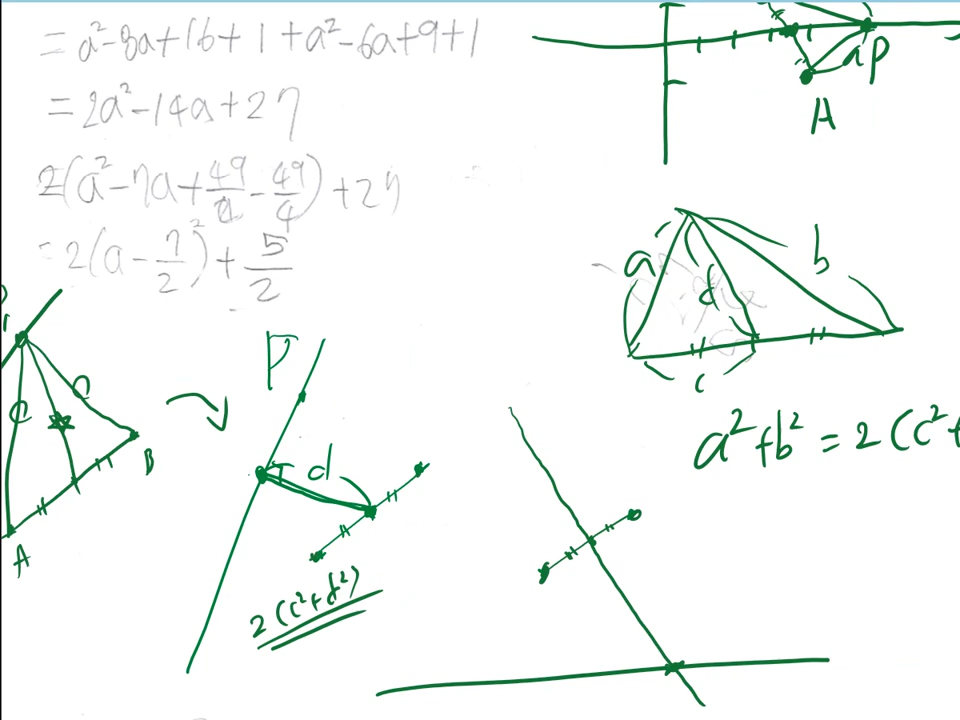 = a² - 8a + 16 + 1 + a² - 6a + 9 + 1
= 2a² - 14a + 27
2(a² - 7a + 49/4 - 49/4) + 27
= 2(a - 7/2)² + 5/2
a P
A
a d b
c
a² + b² = 2(c² +
P
d
A B
2(c² + d²)